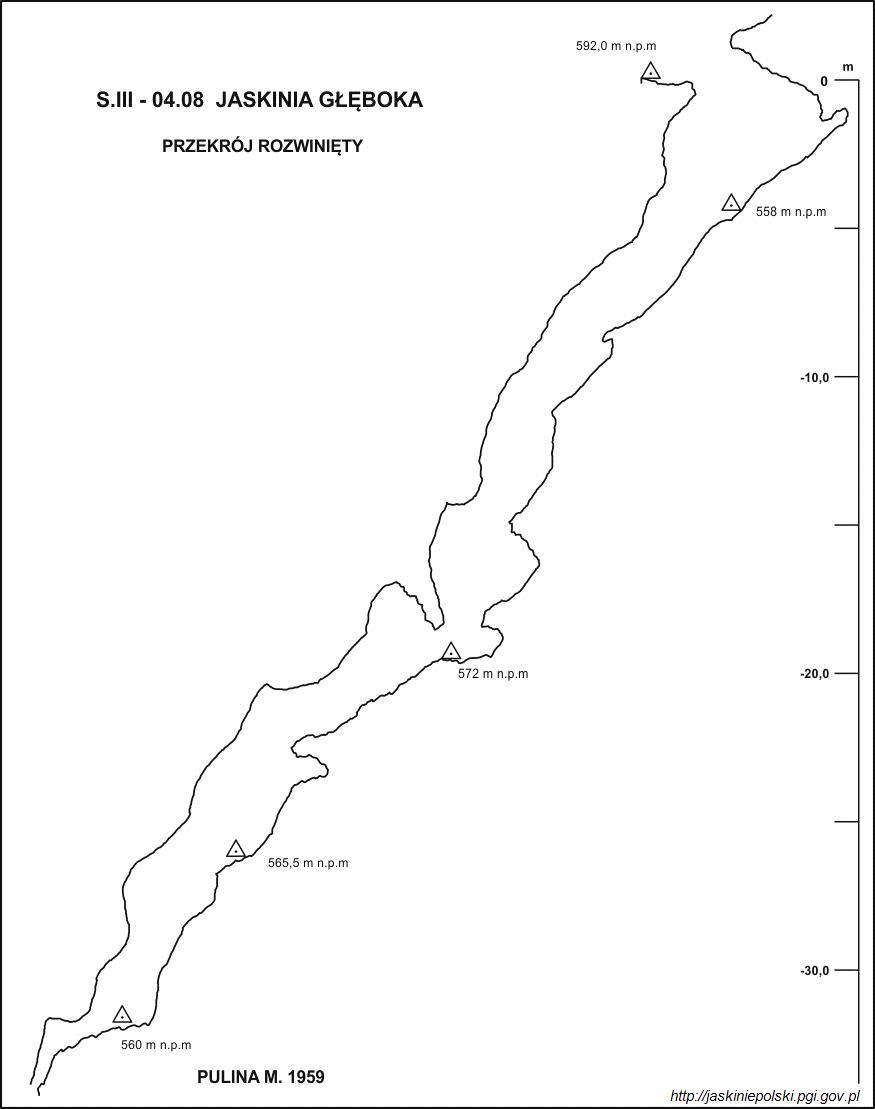 592,0 m n.p.m
m
0
S.III - 04.08 JASKINIA GŁĘBOKA
PRZEKRÓJ ROZWINIĘTY
558 m n.p.m
-10,0
572 m n.p.m
-20,0
565,5 m n.p.m
-30,0
560 m n.p.m
PULINA M. 1959
http://jaskiniepolski.pgi.gov.pl